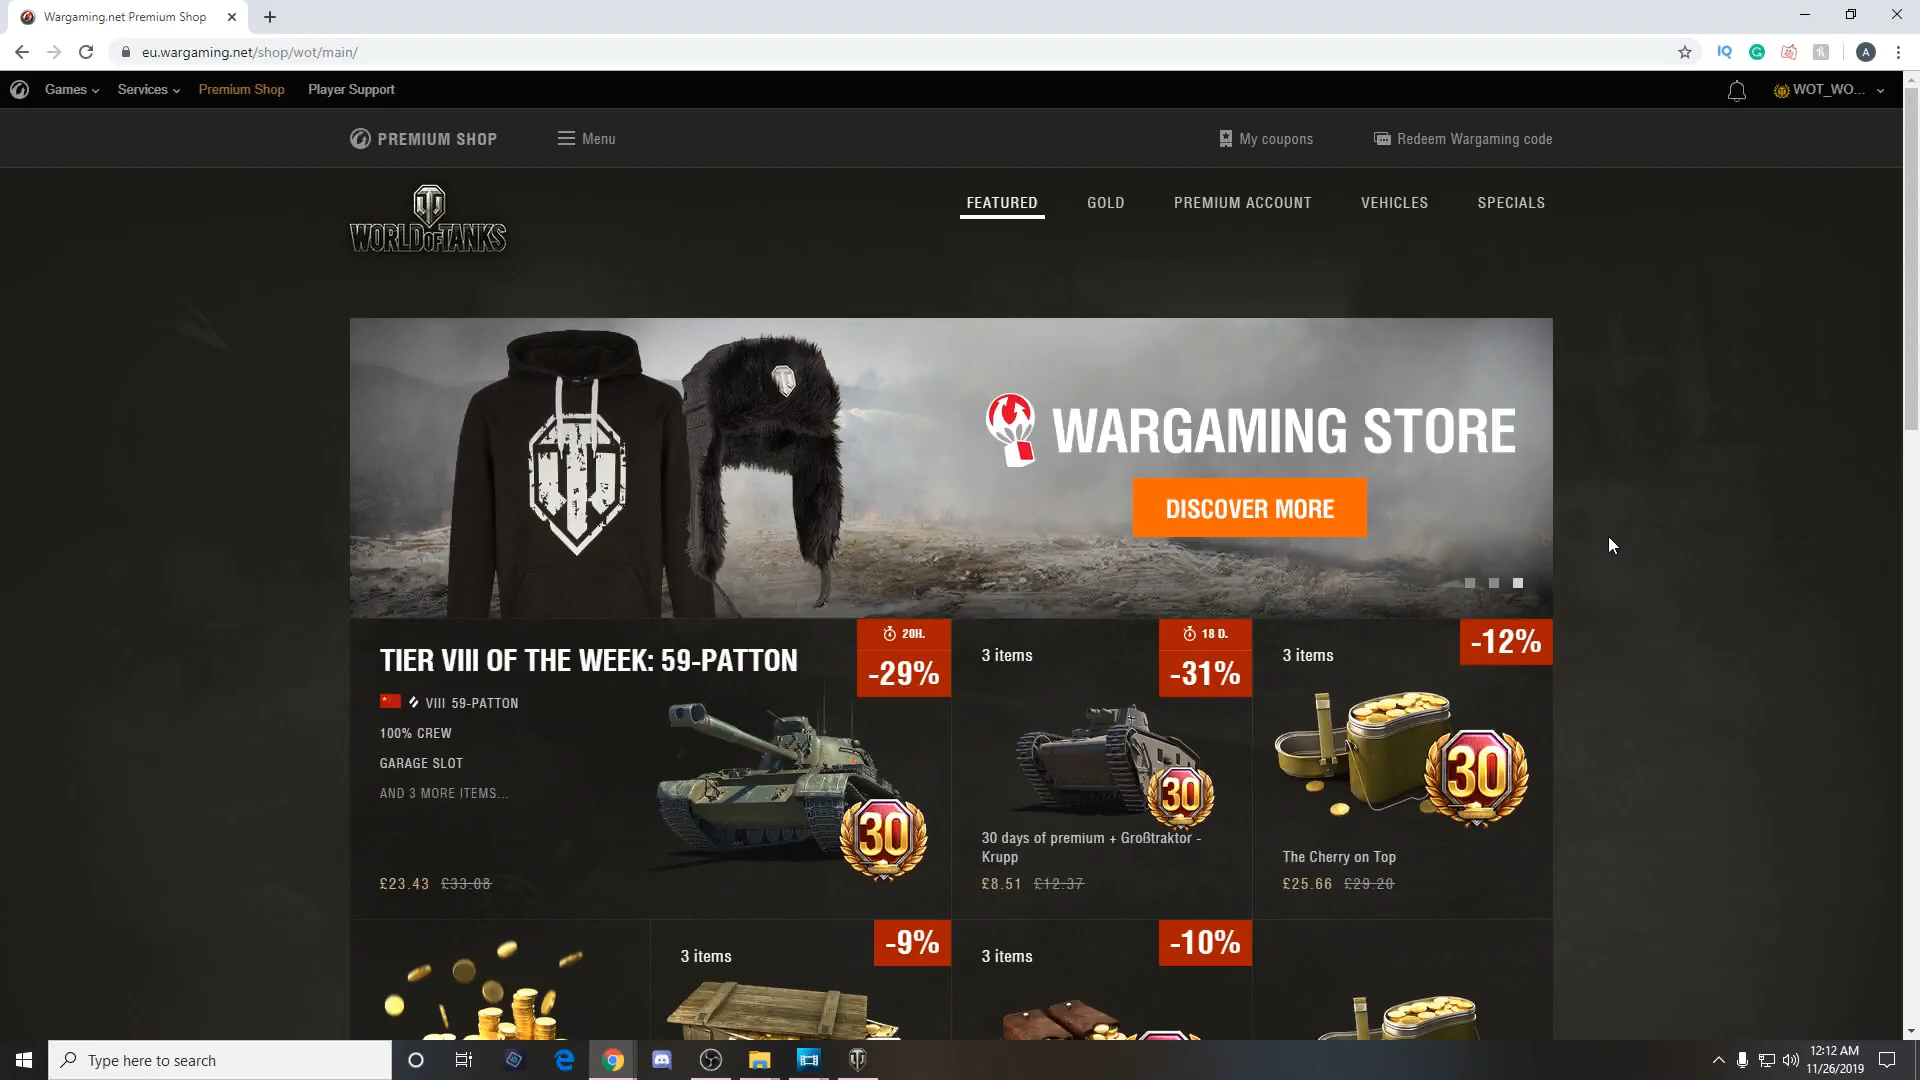 Wargaming.net Premium Shop
eu.wargaming.net/shop/wot/main/
IQ
A
Games
Services
Premium Shop
Player Support
WOT_WO...
PREMIUM SHOP
Menu
My coupons
Redeem Wargaming code
WORLD OF TANKS
FEATURED
GOLD
PREMIUM ACCOUNT
VEHICLES
SPECIALS
WARGAMING STORE
DISCOVER MORE
TIER VIII OF THE WEEK: 59-PATTON
20H.
-29%
VIII 59-PATTON
100% CREW
GARAGE SLOT
AND 3 MORE ITEMS...
30
£23.43 £33.08
3 items
18 D.
-31%
30
30 days of premium + Großtraktor -
Krupp
£8.51 £12.37
3 items
-12%
30
The Cherry on Top
£25.66 £29.20
3 items
-9%
3 items
-10%
Type here to search
12:12 AM
11/26/2019